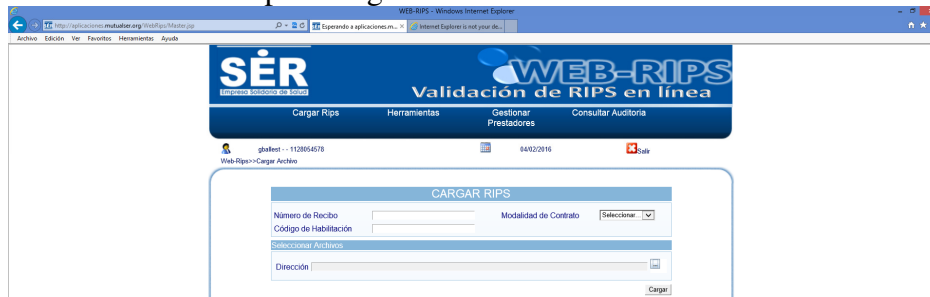 WEB-RIPS - Windows Internet Explorer
http://aplicaciones.mutualser.org/WebRips/Master.jsp
Esperando a aplicaciones.m...
Internet Explorer is not your de...
Archivo Edición Ver Favoritos Herramientas Ayuda
SER
Empresa Solidaria de Salud
WEB-RIPS
Validación de RIPS en línea
Cargar Rips Herramientas Gestionar Prestadores Consultar Auditoria
gballest - - 1128054578 04/02/2016 Salir
Web-Rips>>Cargar Archivo
CARGAR RIPS
Número de Recibo Modalidad de Contrato Seleccionar...
Código de Habilitación
Seleccionar Archivos
Dirección
Cargar